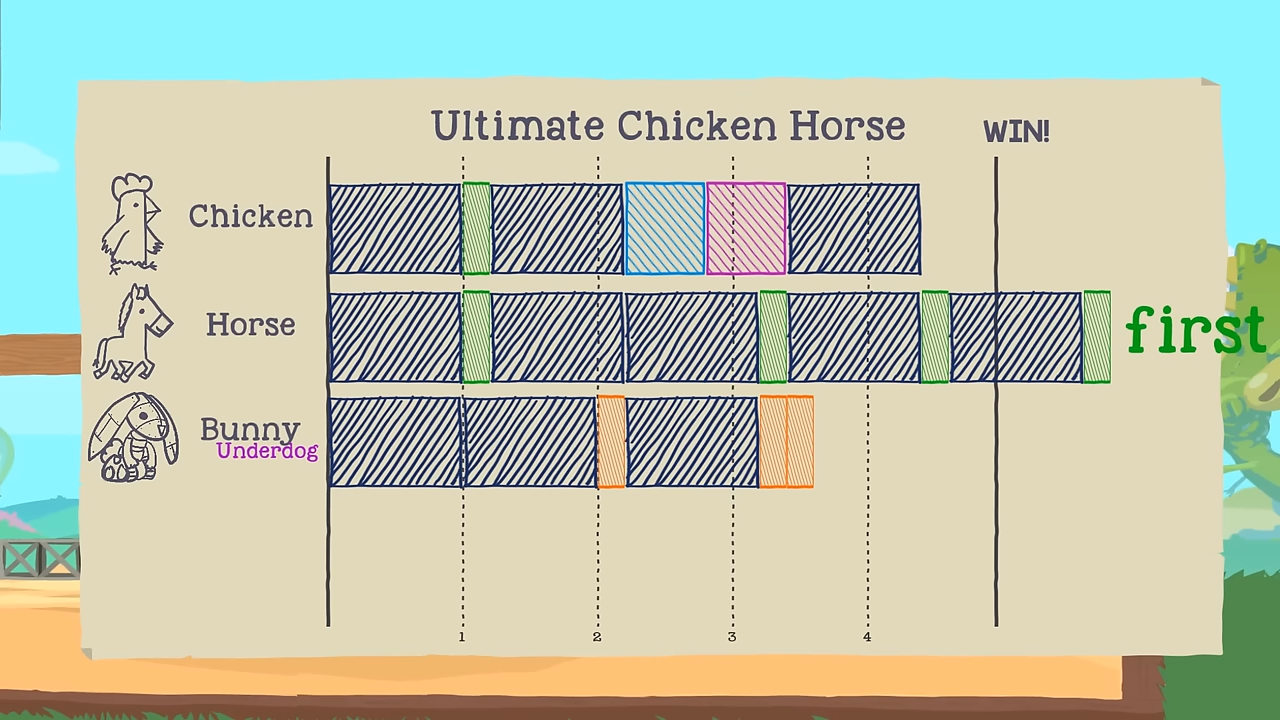 Ultimate Chicken Horse
WIN!
Chicken
Horse
first
Bunny
Underdog
1 2 3 4